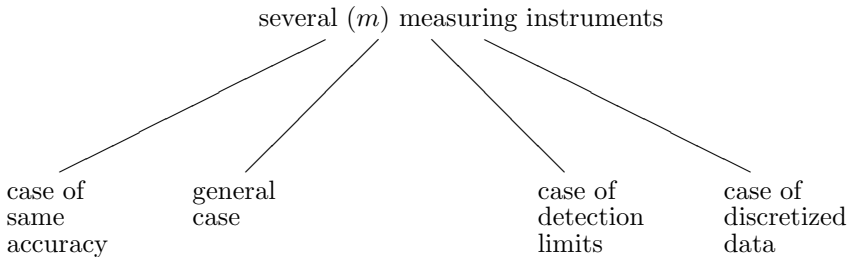 several (m) measuring instruments
case of
same
accuracy
general
case
case of
detection
limits
case of
discretized
data